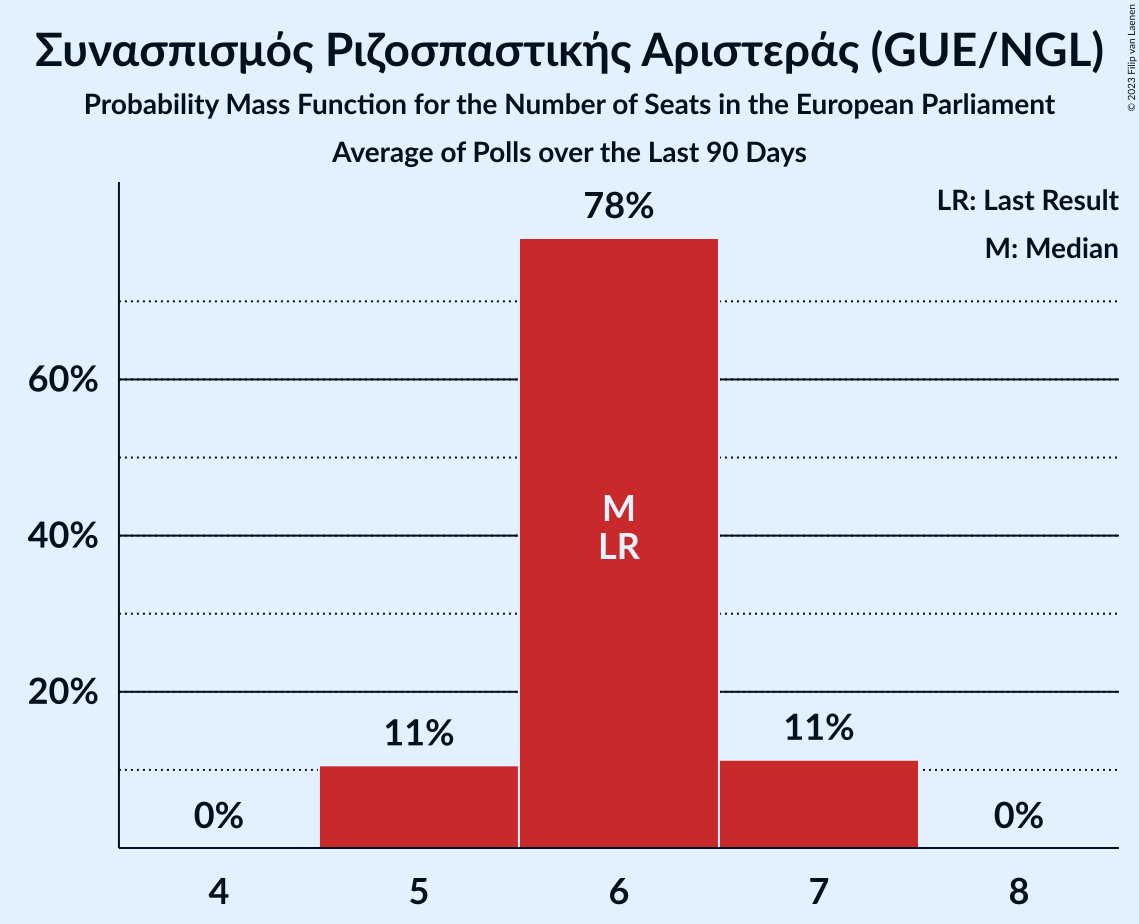 Συνασπισμός Ριζοσπαστικής Αριστεράς (GUE/NGL)
Probability Mass Function for the Number of Seats in the European Parliament
Average of Polls over the Last 90 Days
© 2023 Filip van Laenen
LR: Last Result
M: Median
78%
60%
40%
20%
M
LR
0%
11%
11%
0%
4
5
6
7
8